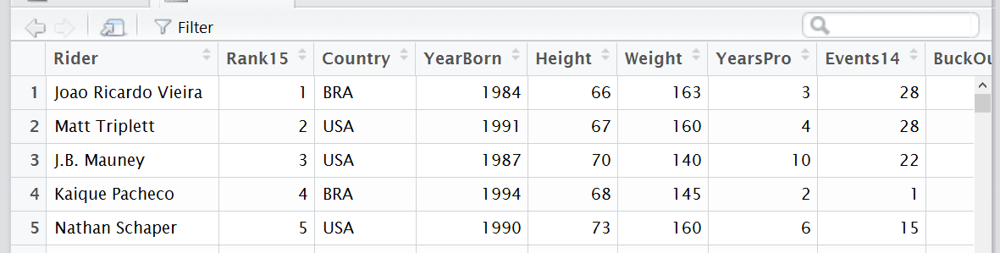 Filter
Rider Rank15 Country YearBorn Height Weight YearsPro Events14 BuckOu
1 Joao Ricardo Vieira 1 BRA 1984 66 163 3 28
2 Matt Triplett 2 USA 1991 67 160 4 28
3 J.B. Mauney 3 USA 1987 70 140 10 22
4 Kaique Pacheco 4 BRA 1994 68 145 2 1
5 Nathan Schaper 5 USA 1990 73 160 6 15